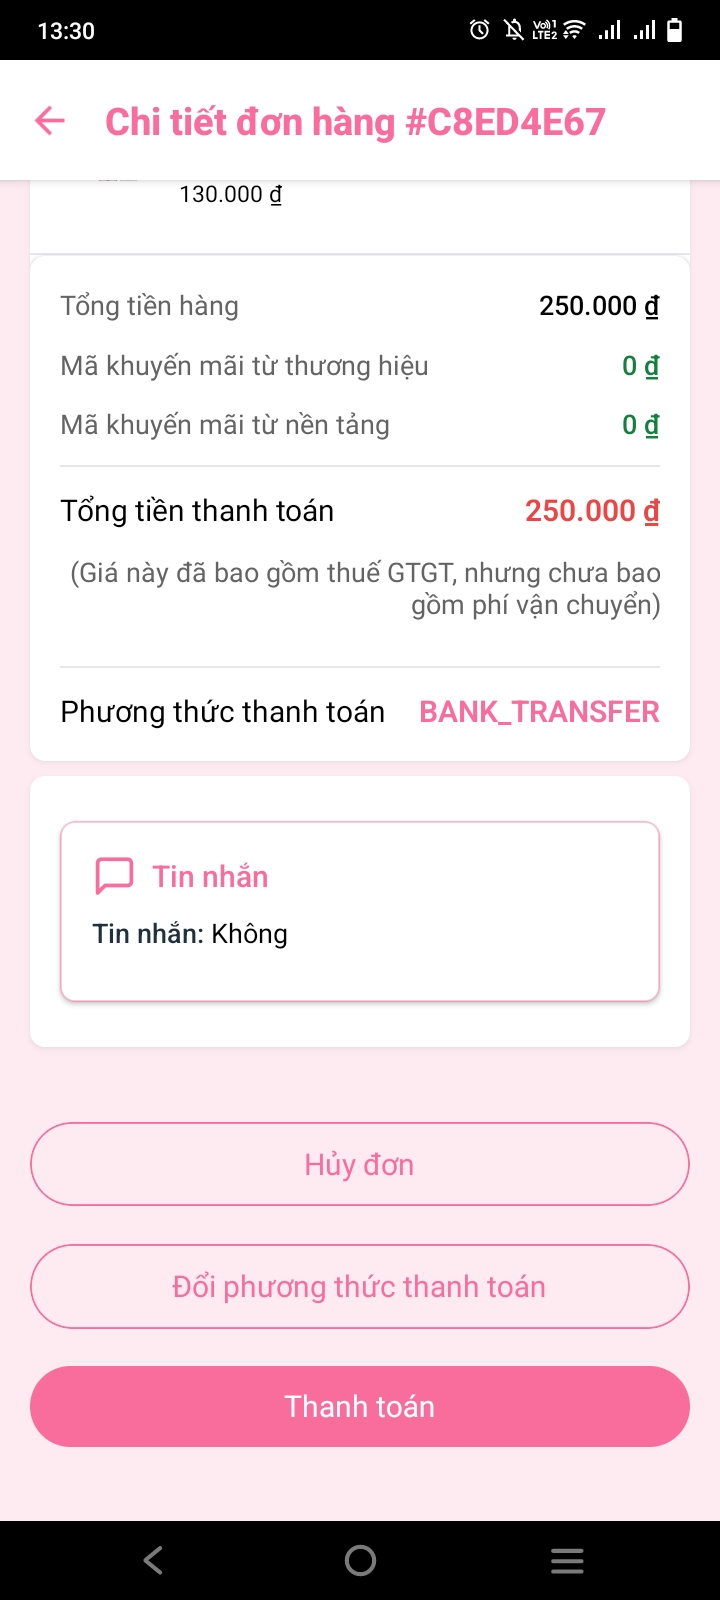 13:30
Vo)) 1
LTE2
Chi tiết đơn hàng #C8ED4E67
130.000 ₫
Tổng tiền hàng 250.000 ₫
Mã khuyến mãi từ thương hiệu 0 ₫
Mã khuyến mãi từ nền tảng 0 ₫
Tổng tiền thanh toán 250.000 ₫
(Giá này đã bao gồm thuế GTGT, nhưng chưa bao
gồm phí vận chuyển)
Phương thức thanh toán BANK_TRANSFER
Tin nhắn
Tin nhắn: Không
Hủy đơn
Đổi phương thức thanh toán
Thanh toán